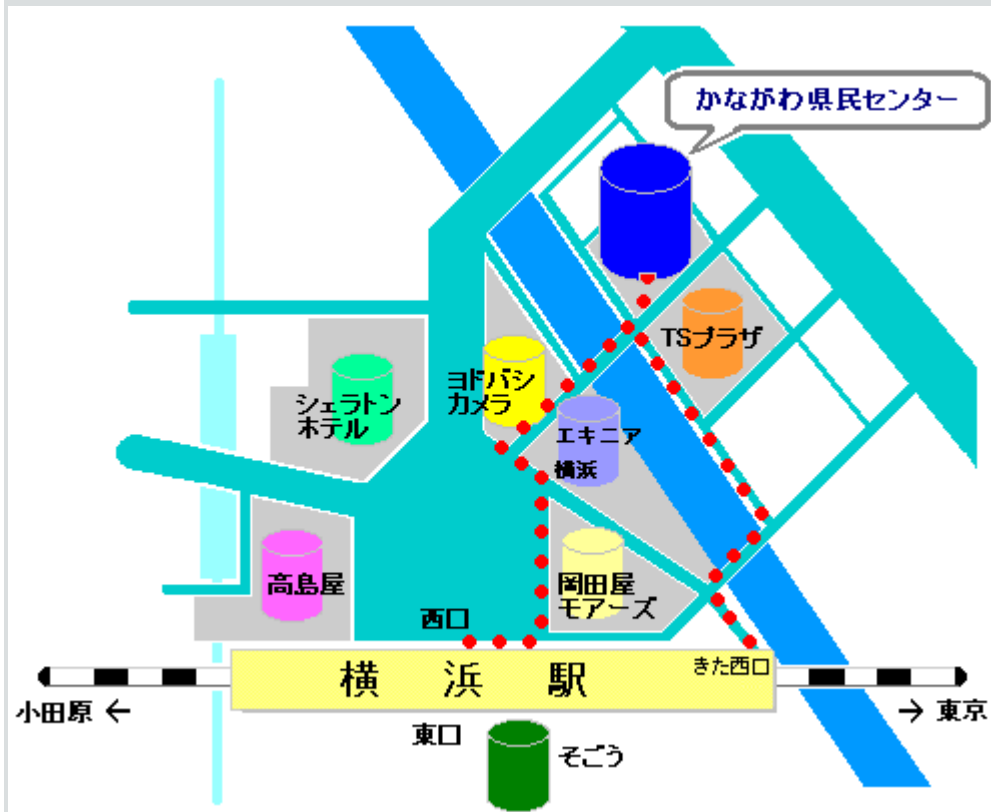 かながわ県民センター
TSプラザ
ヨドバシ
カメラ
シェラトン
ホテル
エキニア
横浜
高島屋
岡田屋
モアーズ
西口
きた西口
横浜駅
小田原 ←
→ 東京
東口
そごう